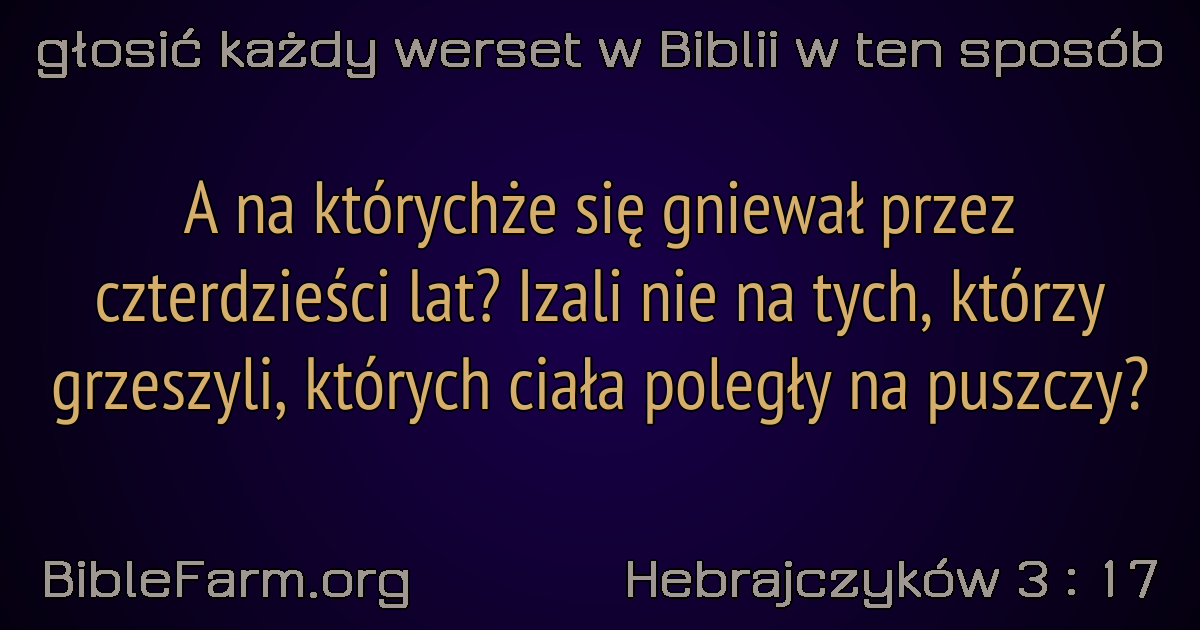 głosić każdy werset w Biblii w ten sposób
A na którychże się gniewał przez
czterdzieści lat? Izali nie na tych, którzy
grzeszyli, których ciała poległy na puszczy?
BibleFarm.org
Hebrajczyków 3 : 17